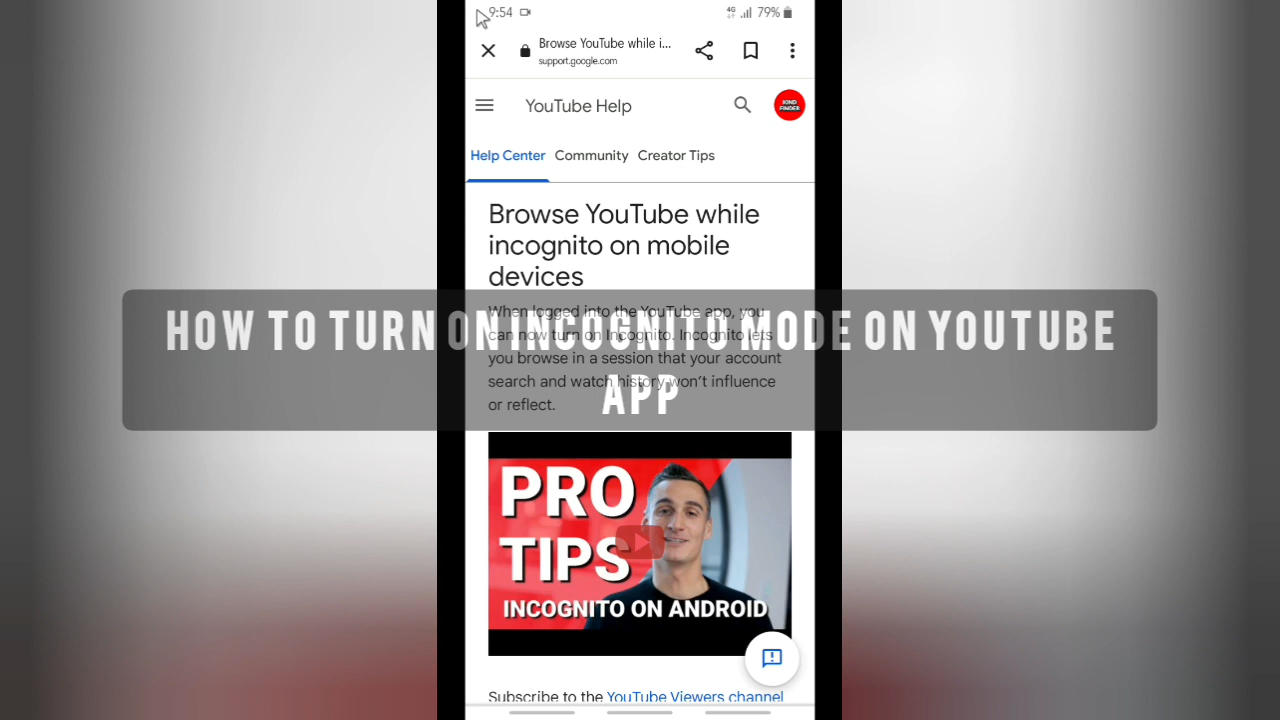 9:54
4G
79%
Browse YouTube while i...
support.google.com
YouTube Help
KIND
FINDER
Help Center Community Creator Tips
Browse YouTube while
incognito on mobile
devices
When logged into the YouTube app, you
can now turn on Incognito. Incognito lets
you browse in a session that your account
search and watch history won't influence
or reflect.
HOW TO TURN ON INCOGNITO MODE ON YOUTUBE
APP
PRO
TIPS
INCOGNITO ON ANDROID
Subscribe to the YouTube Viewers channel